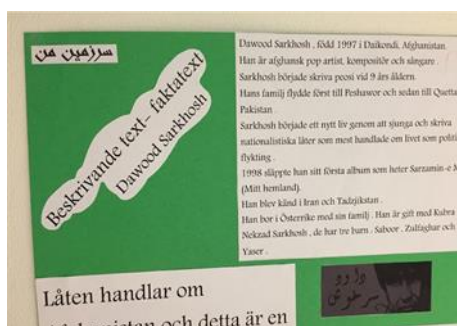 سرزمین من
Beskrivande text- faktatext
Dawood Sarkhosh
Dawood Sarkhosh , född 1997 i Daikondi, Afghanistan.
Han är afghansk pop artist, kompositör och sångare .
Sarkhosh började skriva peosi vid 9 års åldern.
Hans familj flydde först till Peshawor och sedan till Quetta
Pakistan .
Sarkhosh började ett nytt liv genom att sjunga och skriva
nationalistiska låter som mest handlade om livet som
flykting .
1998 släppte han sitt första album som heter Sarzamin-e
(Mitt hemland).
Han blev känd i Iran och Tadzjikstan .
Han bor i Österrike med sin familj . Han är gift med Kubra
Nekzad Sarkhosh , de har tre barn . Saboor , Zulfaghar och
Yaser .
داوود
سرخوش
Låten handlar om
och detta är en